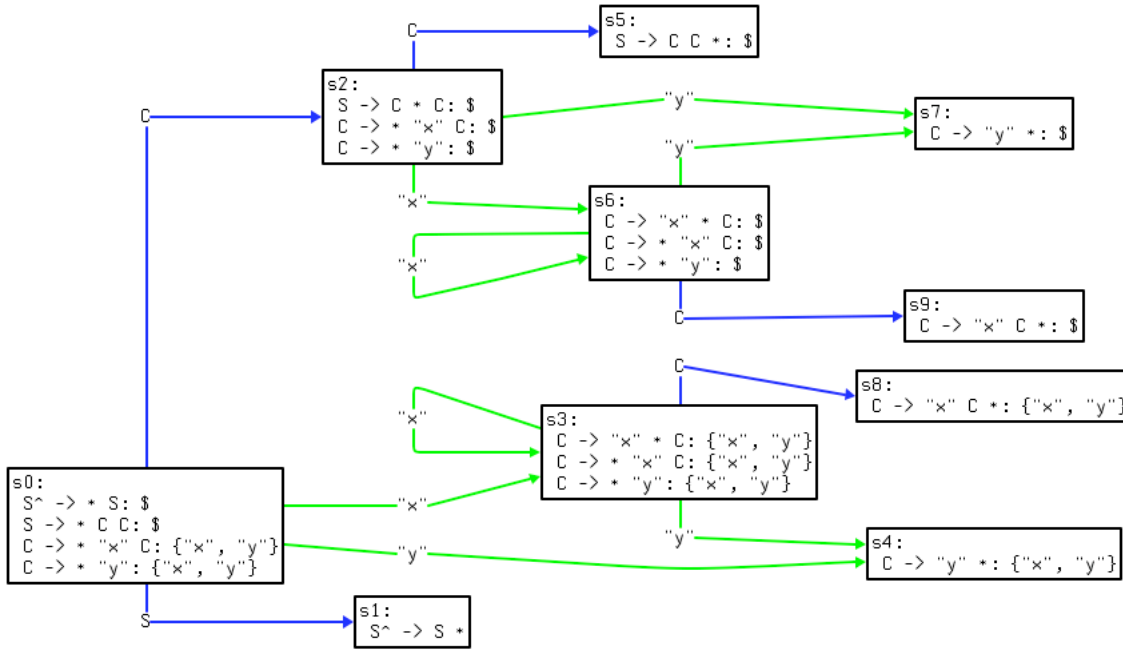 C
s5:
S -> C C *: $
s2:
S -> C * C: $
C -> * "x" C: $
C -> * "y": $
"y"
s7:
C -> "y" *: $
C
"y"
"x"
s6:
C -> "x" * C: $
C -> * "x" C: $
C -> * "y": $
"x"
C
s9:
C -> "x" C *: $
C
s8:
C -> "x" C *: {"x", "y"}
"x"
s3:
C -> "x" * C: {"x", "y"}
C -> * "x" C: {"x", "y"}
C -> * "y": {"x", "y"}
s0:
S^ -> * S: $
S -> * C C: $
C -> * "x" C: {"x", "y"}
C -> * "y": {"x", "y"}
"x"
"y"
"y"
s4:
C -> "y" *: {"x", "y"}
S
s1:
S^ -> S *